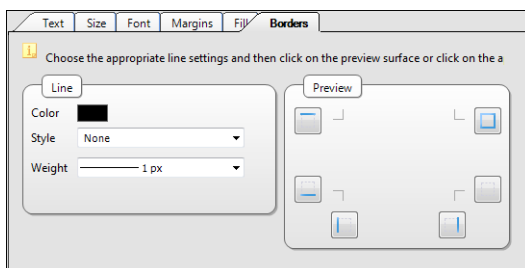 Text Size Font Margins Fill Borders
Choose the appropriate line settings and then click on the preview surface or click on the a
Line Preview
Color
Style None
Weight 1 px